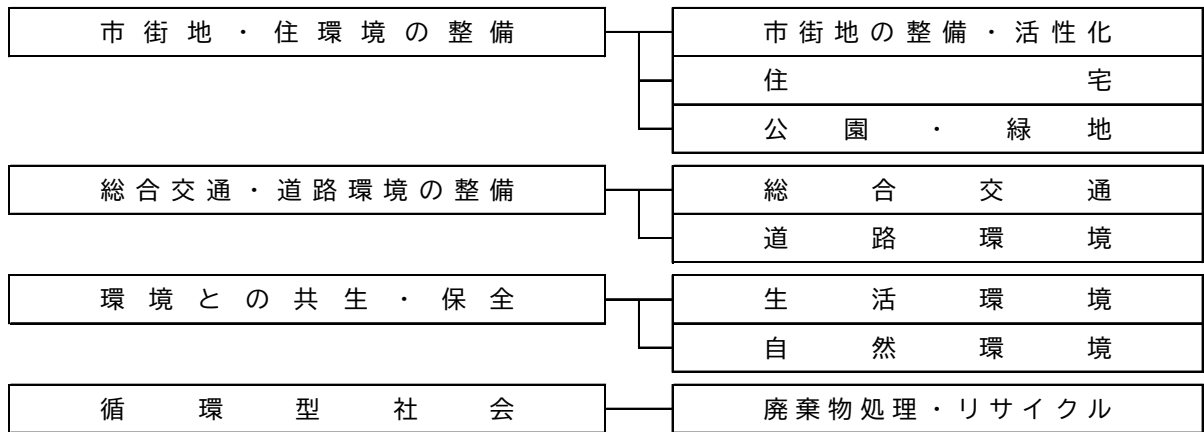 市街地・住環境の整備
市街地の整備・活性化
住宅
公園・緑地
総合交通・道路環境の整備
総合交通
道路環境
環境との共生・保全
生活環境
自然環境
循環型社会
廃棄物処理・リサイクル